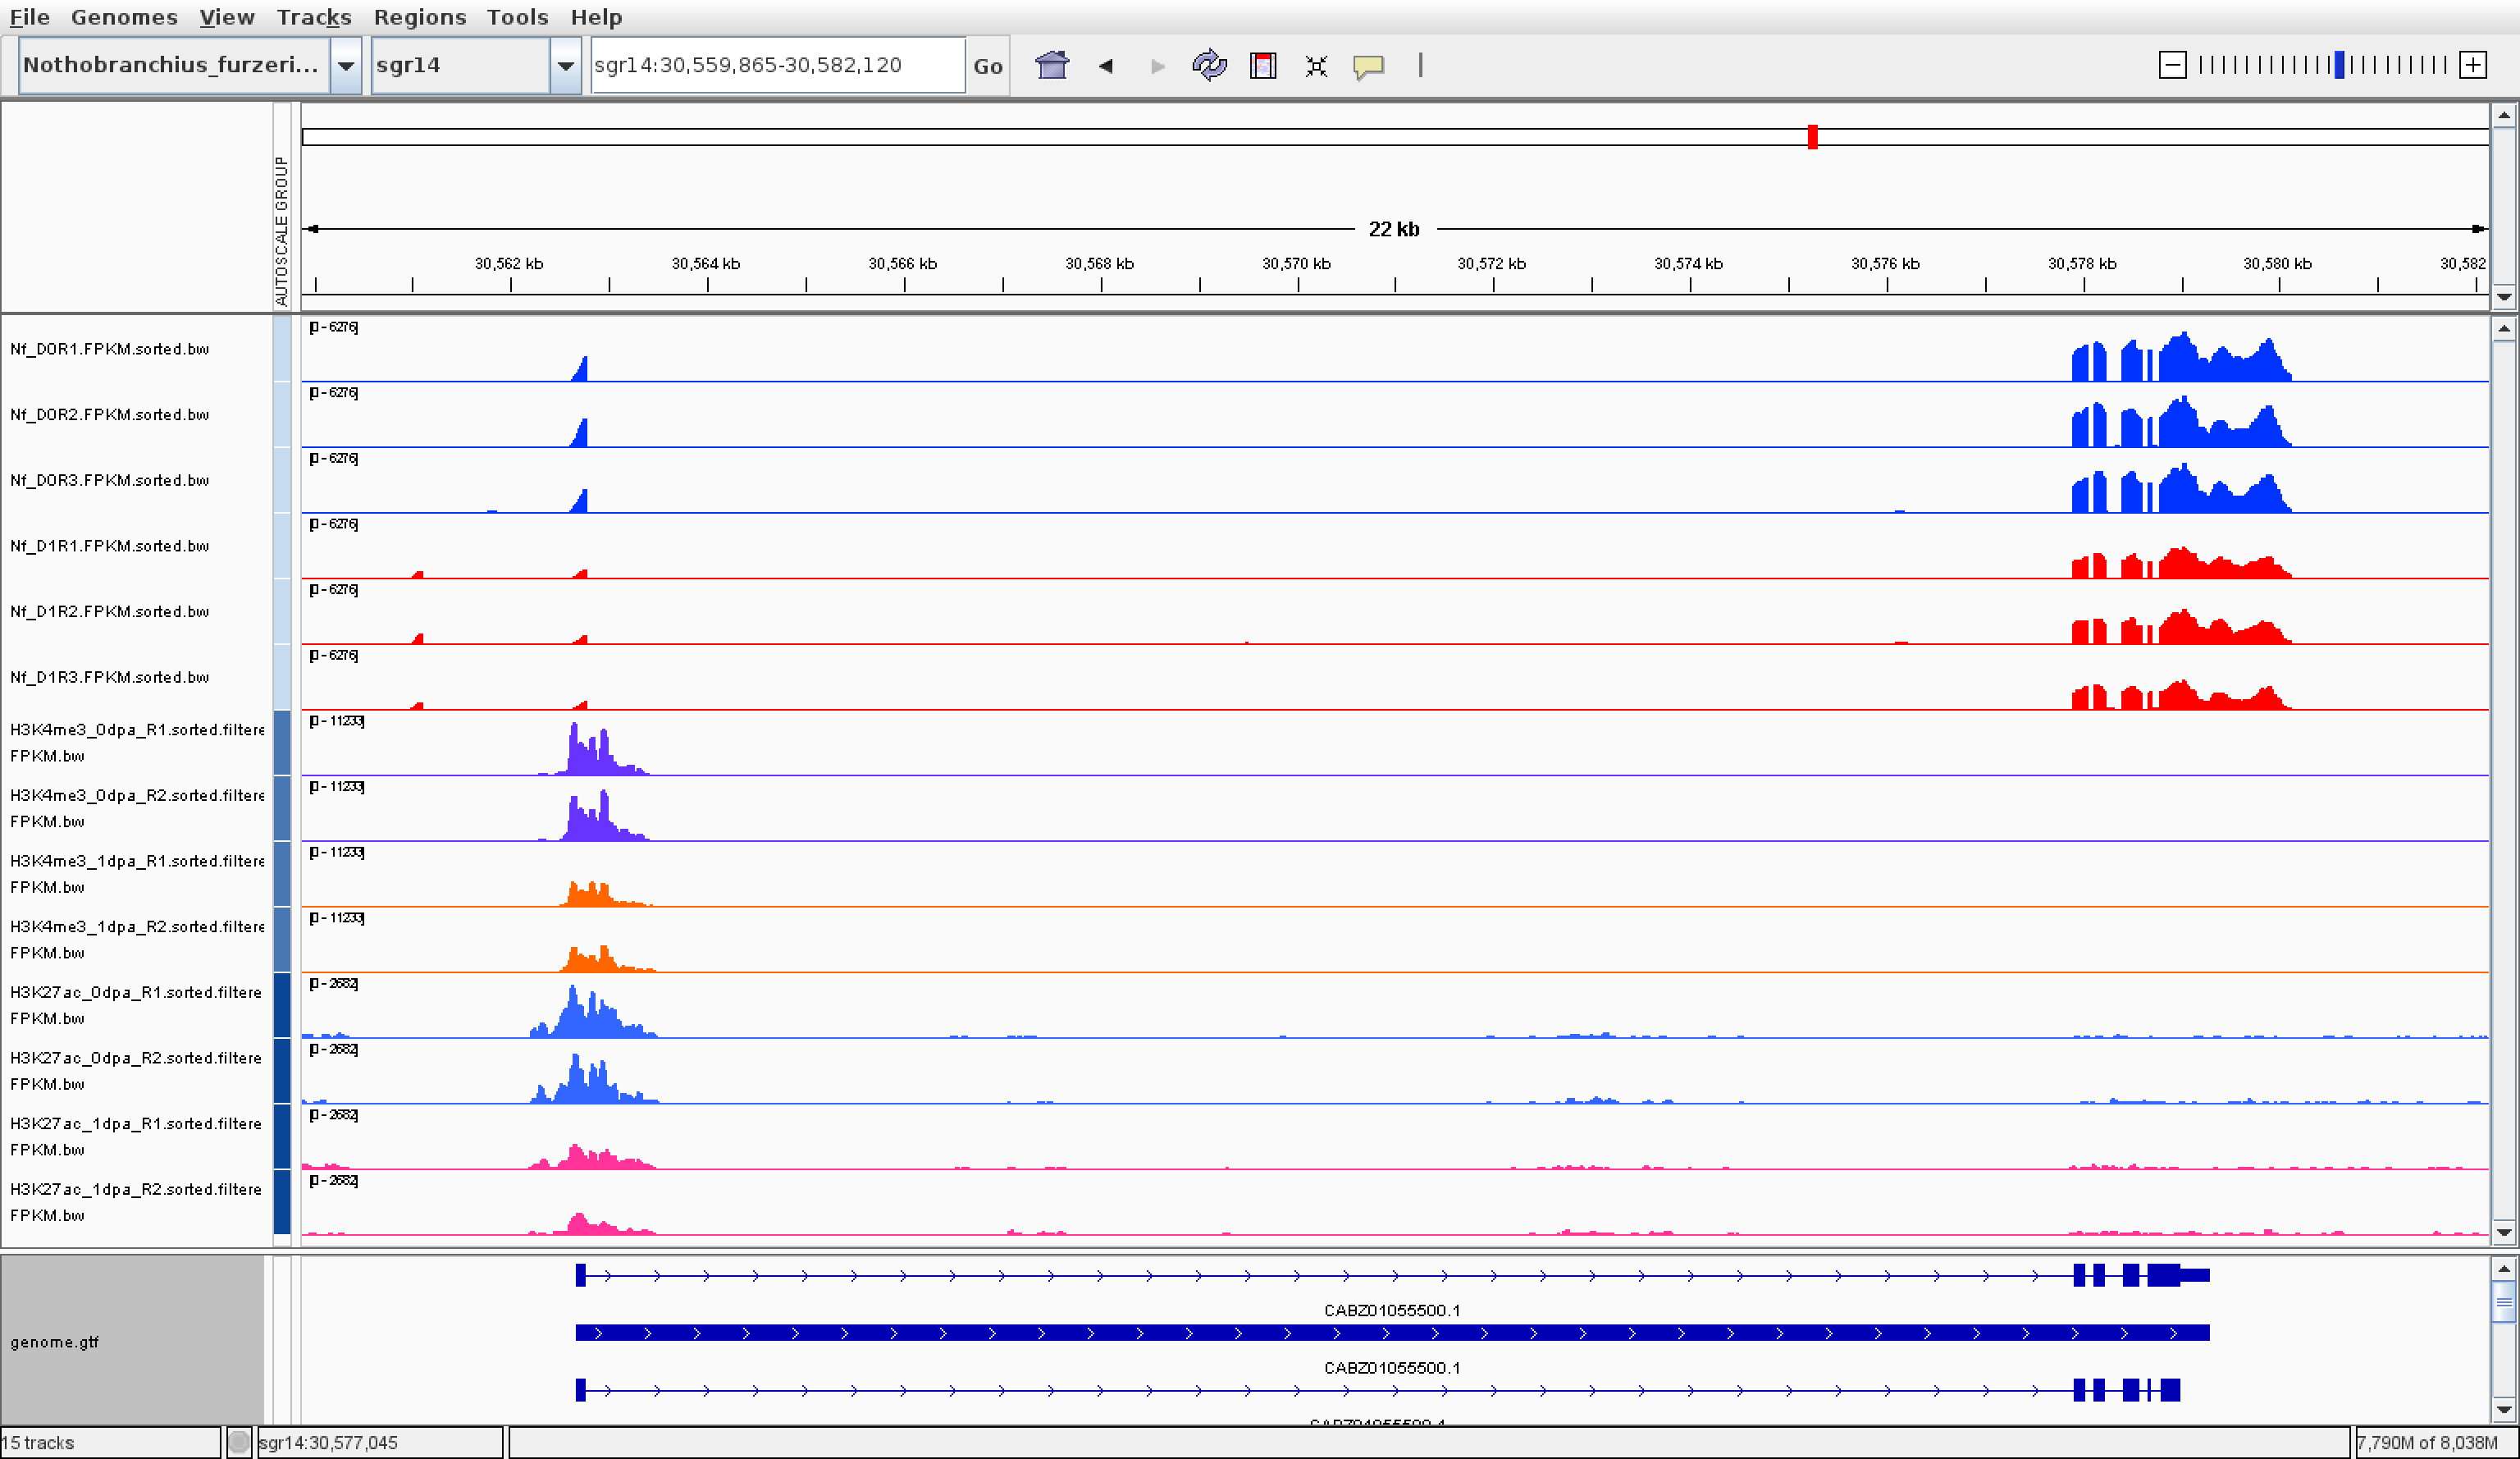 File Genomes View Tracks Regions Tools Help
Nothobranchius_furzeri... sgr14 sgr14:30,559,865-30,582,120 Go
AUTOSCALE GROUP
22 kb
30,562 kb 30,564 kb 30,566 kb 30,568 kb 30,570 kb 30,572 kb 30,574 kb 30,576 kb 30,578 kb 30,580 kb 30,582
[0 - 6276]
Nf_D0R1.FPKM.sorted.bw
[0 - 6276]
Nf_D0R2.FPKM.sorted.bw
[0 - 6276]
Nf_D0R3.FPKM.sorted.bw
[0 - 6276]
Nf_D1R1.FPKM.sorted.bw
[0 - 6276]
Nf_D1R2.FPKM.sorted.bw
[0 - 6276]
Nf_D1R3.FPKM.sorted.bw
[0 - 11233]
H3K4me3_0dpa_R1.sorted.filtere
FPKM.bw
[0 - 11233]
H3K4me3_0dpa_R2.sorted.filtere
FPKM.bw
[0 - 11233]
H3K4me3_1dpa_R1.sorted.filtere
FPKM.bw
[0 - 11233]
H3K4me3_1dpa_R2.sorted.filtere
FPKM.bw
[0 - 2682]
H3K27ac_0dpa_R1.sorted.filtere
FPKM.bw
[0 - 2682]
H3K27ac_0dpa_R2.sorted.filtere
FPKM.bw
[0 - 2682]
H3K27ac_1dpa_R1.sorted.filtere
FPKM.bw
[0 - 2682]
H3K27ac_1dpa_R2.sorted.filtere
FPKM.bw
CABZ01055500.1
genome.gtf
CABZ01055500.1
CABZ01055500.1
15 tracks sgr14:30,577,045 7,790M of 8,038M